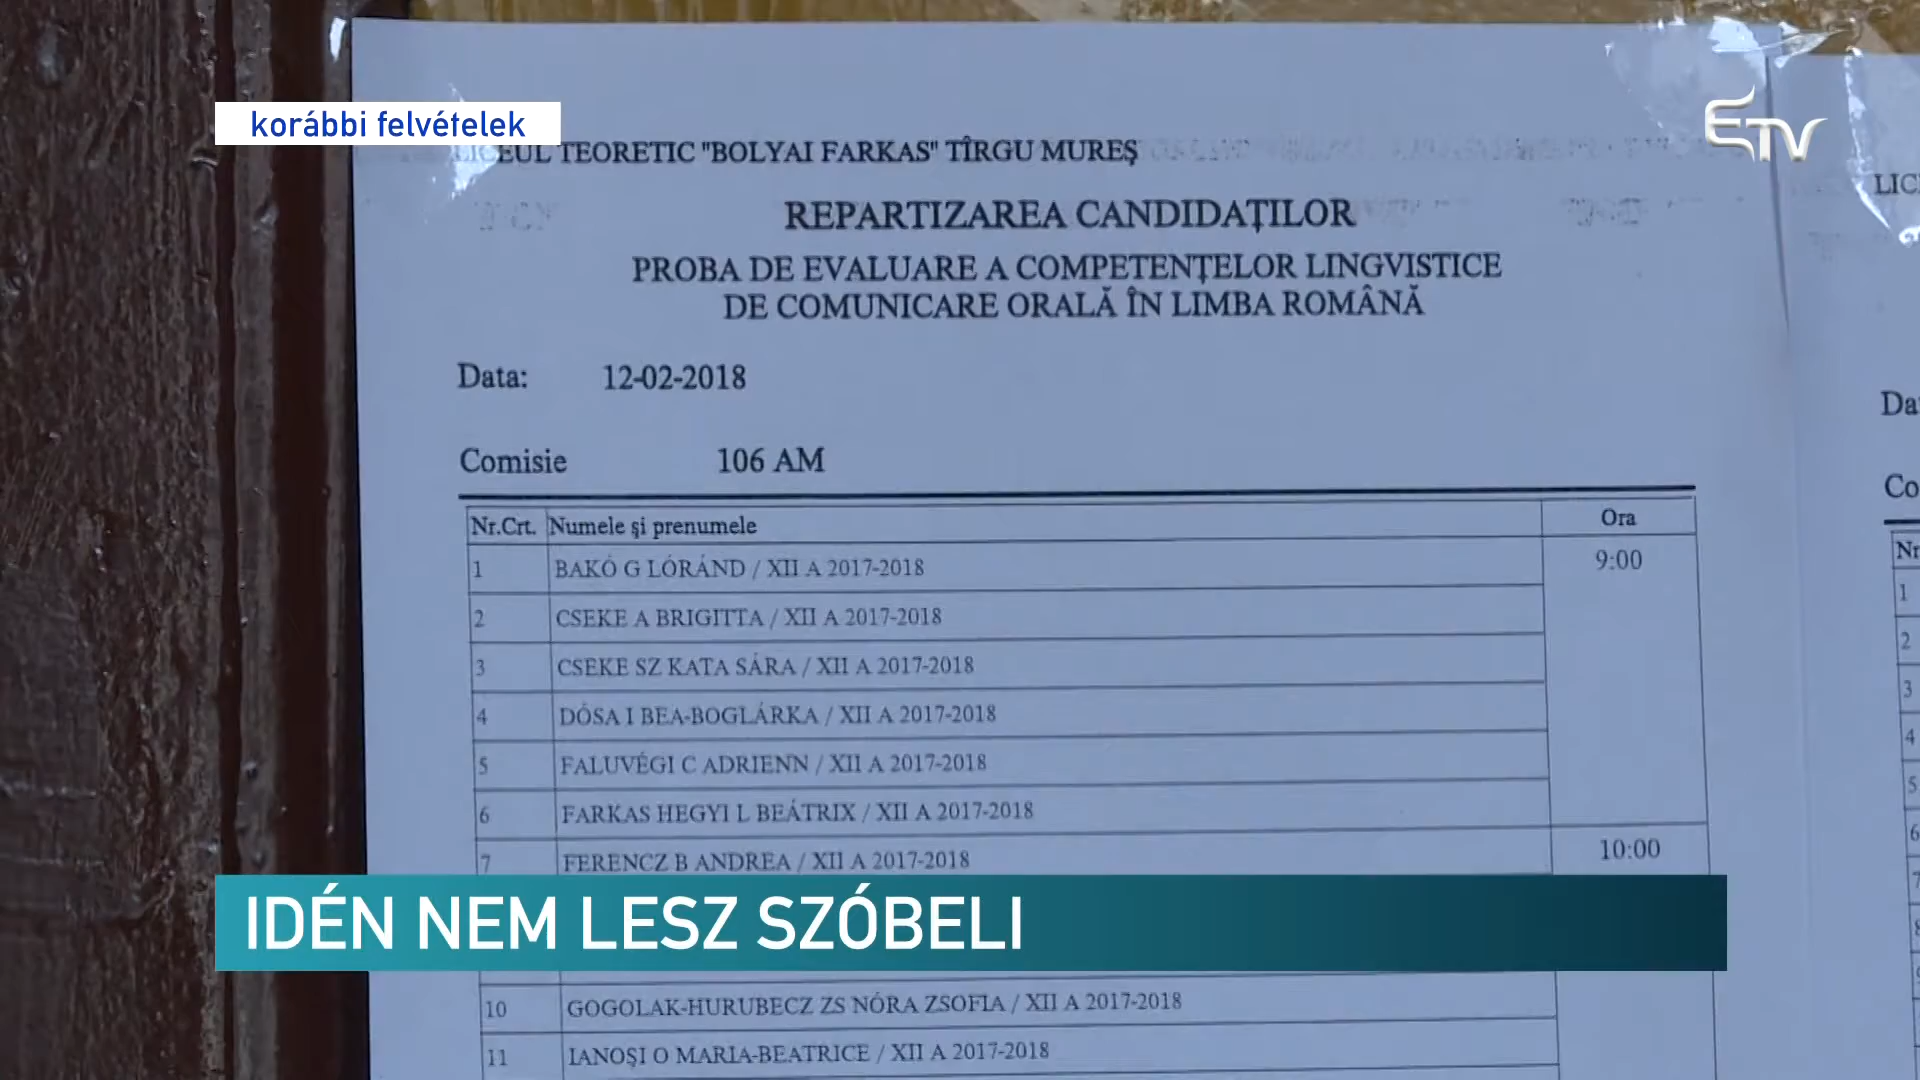 korábbi felvételek
ETV
LICEUL TEORETIC "BOLYAI FARKAS" TÎRGU MUREŞ
REPARTIZAREA CANDIDAŢILOR
PROBA DE EVALUARE A COMPETENŢELOR LINGVISTICE
DE COMUNICARE ORALĂ ÎN LIMBA ROMÂNĂ
Data: 12-02-2018
Comisie 106 AM
Nr.Crt. Numele şi prenumele Ora
1 BAKÓ G LÓRÁND / XII A 2017-2018 9:00
2 CSEKE A BRIGITTA / XII A 2017-2018
3 CSEKE SZ KATA SÁRA / XII A 2017-2018
4 DÓSA I BEA-BOGLÁRKA / XII A 2017-2018
5 FALUVÉGI C ADRIENN / XII A 2017-2018
6 FARKAS HEGYI L BEÁTRIX / XII A 2017-2018
7 FERENCZ B ANDREA / XII A 2017-2018 10:00
IDÉN NEM LESZ SZÓBELI
10 GOGOLAK-HURUBECZ ZS NÓRA ZSOFIA / XII A 2017-2018
11 IANOŞI O MARIA-BEATRICE / XII A 2017-2018
LIC
Da
Co
Nr
1
2
3
4
5
6
7